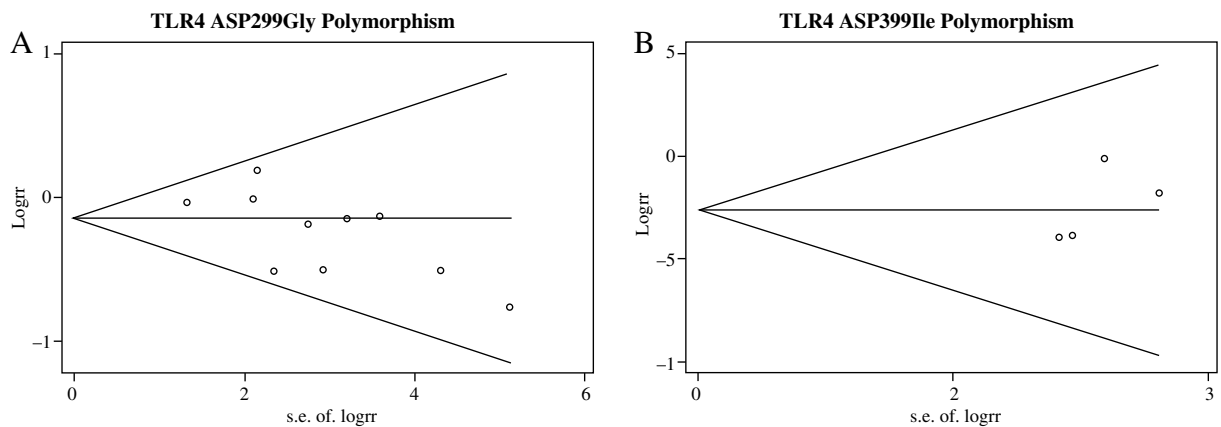 TLR4 ASP299Gly Polymorphism
A
1
0
–1
Logrr
0
2
4
6
s.e. of. logrr
TLR4 ASP399Ile Polymorphism
B
5
0
–5
–1
Logrr
0
2
3
s.e. of. logrr